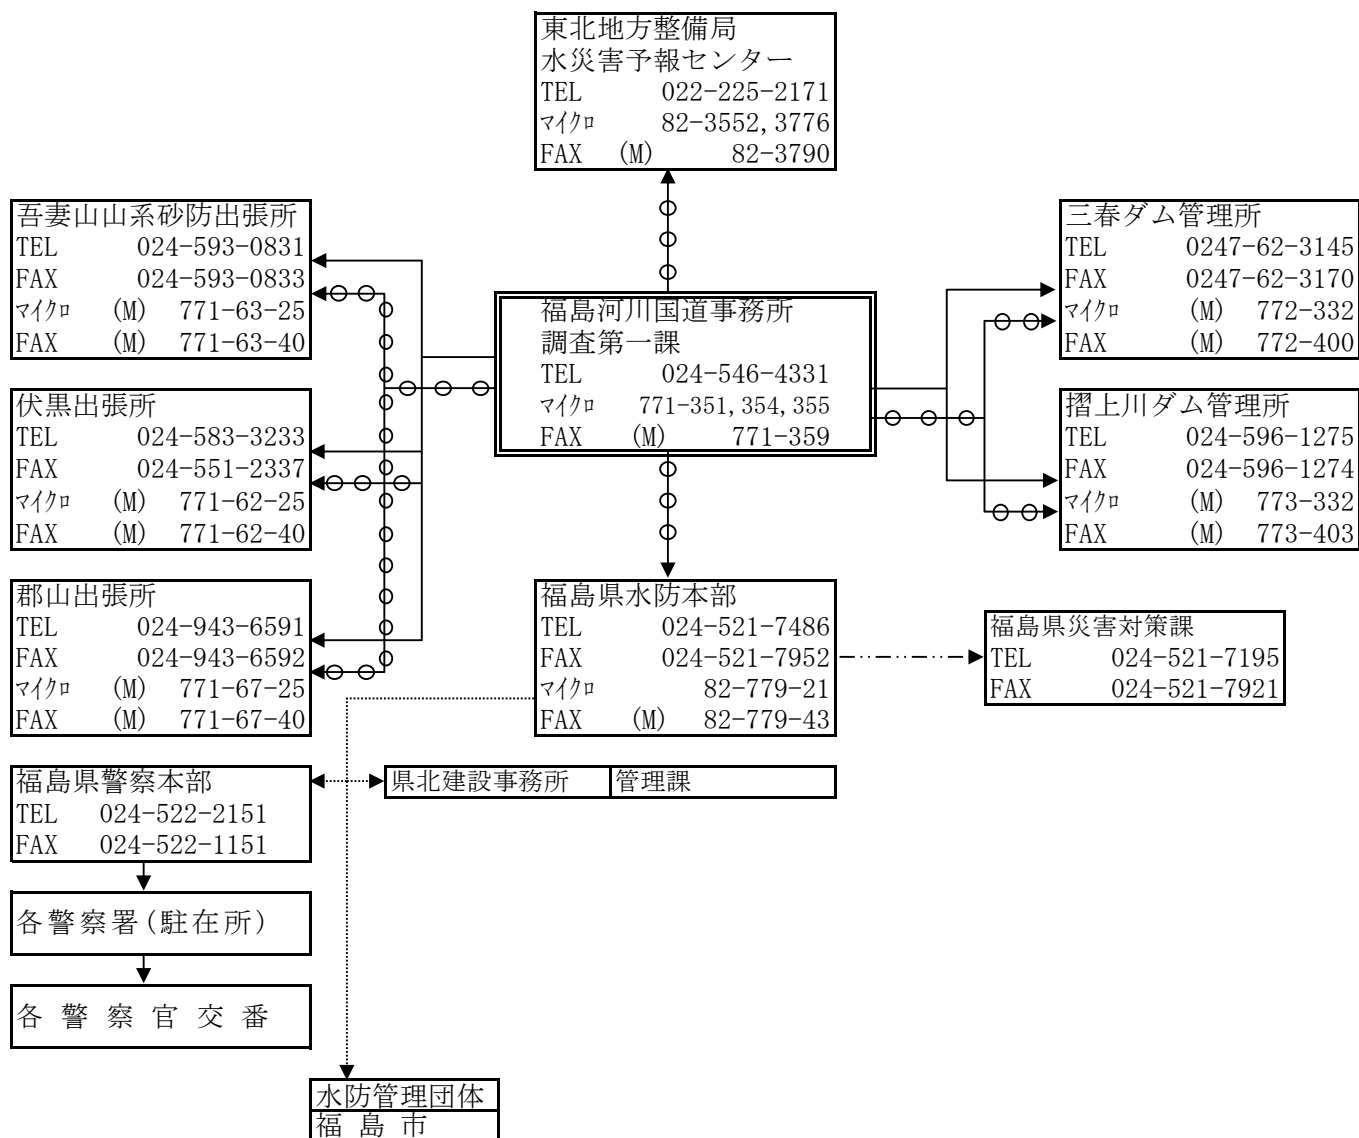 東北地方整備局
水災害予報センター
TEL 022-225-2171
ﾏｲｸﾛ 82-3552,3776
FAX (M) 82-3790
吾妻山山系砂防出張所
TEL 024-593-0831
FAX 024-593-0833
ﾏｲｸﾛ (M) 771-63-25
FAX (M) 771-63-40
福島河川国道事務所
調査第一課
TEL 024-546-4331
ﾏｲｸﾛ 771-351,354,355
FAX (M) 771-359
三春ダム管理所
TEL 0247-62-3145
FAX 0247-62-3170
ﾏｲｸﾛ (M) 772-332
FAX (M) 772-400
伏黒出張所
TEL 024-583-3233
FAX 024-551-2337
ﾏｲｸﾛ (M) 771-62-25
FAX (M) 771-62-40
摺上川ダム管理所
TEL 024-596-1275
FAX 024-596-1274
ﾏｲｸﾛ (M) 773-332
FAX (M) 773-403
郡山出張所
TEL 024-943-6591
FAX 024-943-6592
ﾏｲｸﾛ (M) 771-67-25
FAX (M) 771-67-40
福島県水防本部
TEL 024-521-7486
FAX 024-521-7952
ﾏｲｸﾛ 82-779-21
FAX (M) 82-779-43
福島県災害対策課
TEL 024-521-7195
FAX 024-521-7921
福島県警察本部
TEL 024-522-2151
FAX 024-522-1151
県北建設事務所 管理課
各警察署(駐在所)
各警察官交番
水防管理団体
福島市